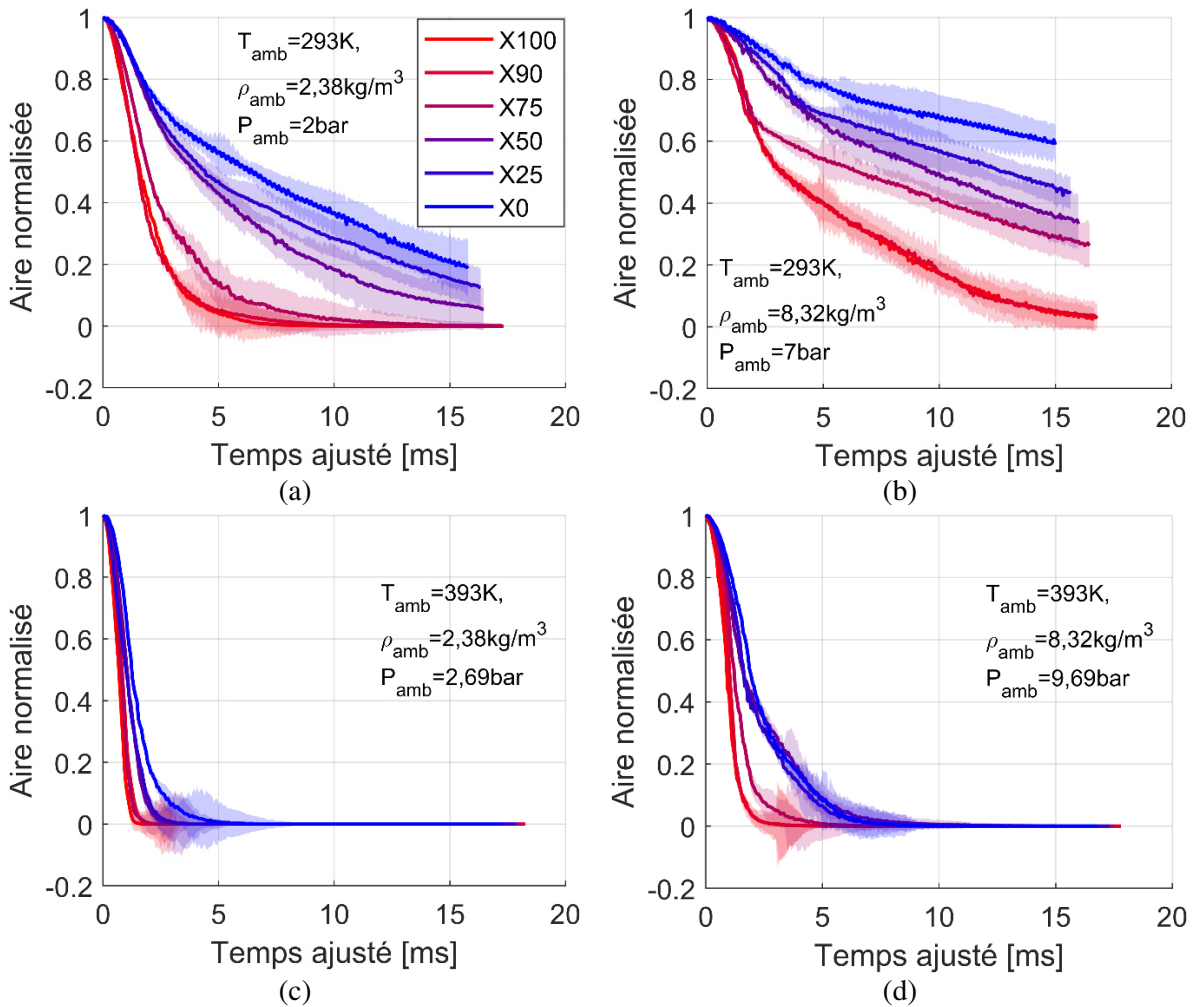 1
0.8
0.6
0.4
0.2
0
-0.2
Aire normalisée
T_amb=293K,
ρ_amb=2,38kg/m³
P_amb=2bar
X100
X90
X75
X50
X25
X0
0 5 10 15 20
Temps ajusté [ms]
(a)
1
0.8
0.6
0.4
0.2
0
-0.2
Aire normalisée
T_amb=293K,
ρ_amb=8,32kg/m³
P_amb=7bar
0 5 10 15 20
Temps ajusté [ms]
(b)
1
0.8
0.6
0.4
0.2
0
-0.2
Aire normalisé
T_amb=393K,
ρ_amb=2,38kg/m³
P_amb=2,69bar
0 5 10 15 20
Temps ajusté [ms]
(c)
1
0.8
0.6
0.4
0.2
0
-0.2
Aire normalisée
T_amb=393K,
ρ_amb=8,32kg/m³
P_amb=9,69bar
0 5 10 15 20
Temps ajusté [ms]
(d)